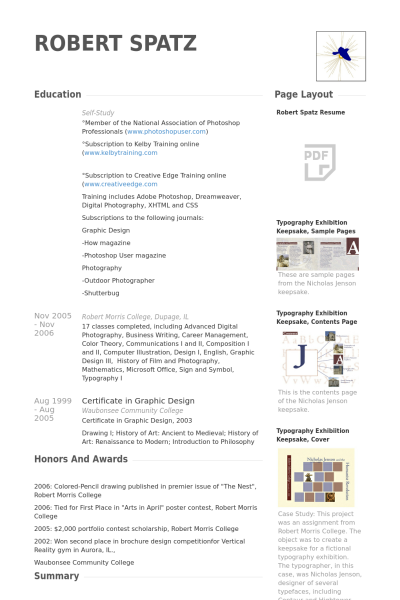 ROBERT SPATZ
Education
Self-Study
*Member of the National Association of Photoshop
Professionals (www.photoshopuser.com)
*Subscription to Kelby Training online
(www.kelbytraining.com
*Subscription to Creative Edge Training online
(www.creativeedge.com
Training includes Adobe Photoshop, Dreamweaver,
Digital Photography, XHTML and CSS
Subscriptions to the following journals:
Graphic Design
-How magazine
-Photoshop User magazine
Photography
-Outdoor Photographer
-Shutterbug
Nov 2005
- Nov
2006
Robert Morris College, Dupage, IL
17 classes completed, including Advanced Digital
Photography, Business Writing, Career Management,
Color Theory, Communications I and II, Composition I
and II, Computer Illustration, Design I, English, Graphic
Design III, History of Film and Photography,
Mathematics, Microsoft Office, Sign and Symbol,
Typography I
Aug 1999
- Aug
2005
Certificate in Graphic Design
Waubonsee Community College
Certificate in Graphic Design, 2003
Drawing I; History of Art: Ancient to Medieval; History of
Art: Renaissance to Modern; Introduction to Philosophy
Honors And Awards
2006: Colored-Pencil drawing published in premier issue of "The Nest",
Robert Morris College
2006: Tied for First Place in "Arts in April" poster contest, Robert Morris
College
2005: $2,000 portfolio contest scholarship, Robert Morris College
2002: Won second place in brochure design competitionfor Vertical
Reality gym in Aurora, IL.,
Waubonsee Community College
Summary
Page Layout
Robert Spatz Resume
PDF
Typography Exhibition
Keepsake, Sample Pages
A
These are sample pages
from the Nicholas Jenson
keepsake.
Typography Exhibition
Keepsake, Contents Page
J
A
This is the contents page
of the Nicholas Jenson
keepsake.
Typography Exhibiition
Keepsake, Cover
Nicholas Jenson
Case Study: This project
was an assignment from
Robert Morris College. The
object was to create a
keepsake for a fictional
typography exhibition.
The typographer, in this
case, was Nicholas Jenson,
designer of several
typefaces, including